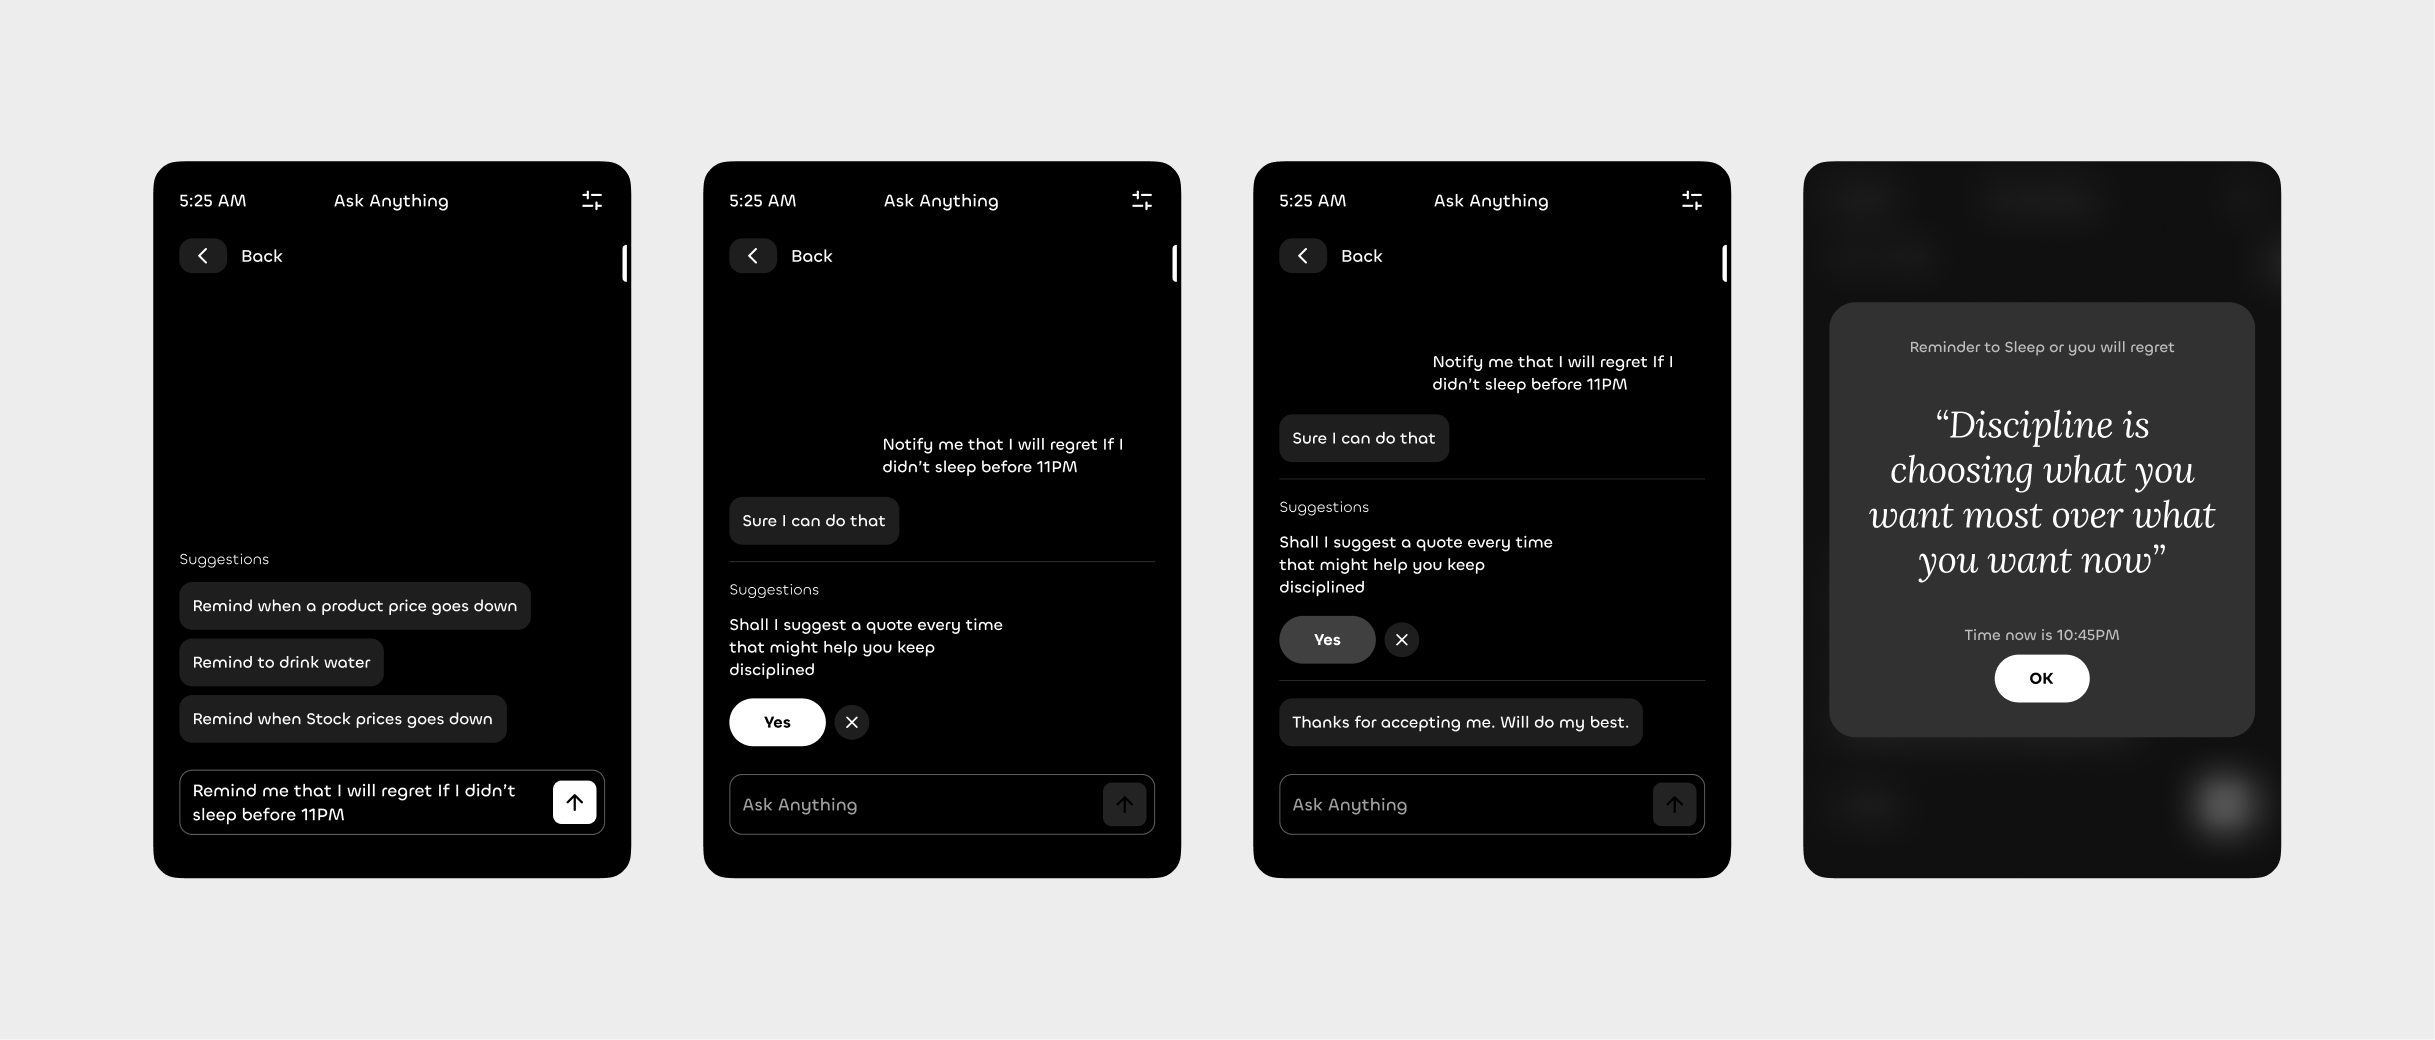 5:25 AM
Ask Anything
Back
Suggestions
Remind when a product price goes down
Remind to drink water
Remind when Stock prices goes down
Remind me that I will regret If I didn't
sleep before 11PM
5:25 AM
Ask Anything
Back
Notify me that I will regret If I
didn't sleep before 11PM
Sure I can do that
Suggestions
Shall I suggest a quote every time
that might help you keep
disciplined
Yes
Ask Anything
5:25 AM
Ask Anything
Back
Notify me that I will regret If I
didn't sleep before 11PM
Sure I can do that
Suggestions
Shall I suggest a quote every time
that might help you keep
disciplined
Yes
Thanks for accepting me. Will do my best.
Ask Anything
Reminder to Sleep or you will regret
“Discipline is
choosing what you
want most over what
you want now”
Time now is 10:45PM
OK